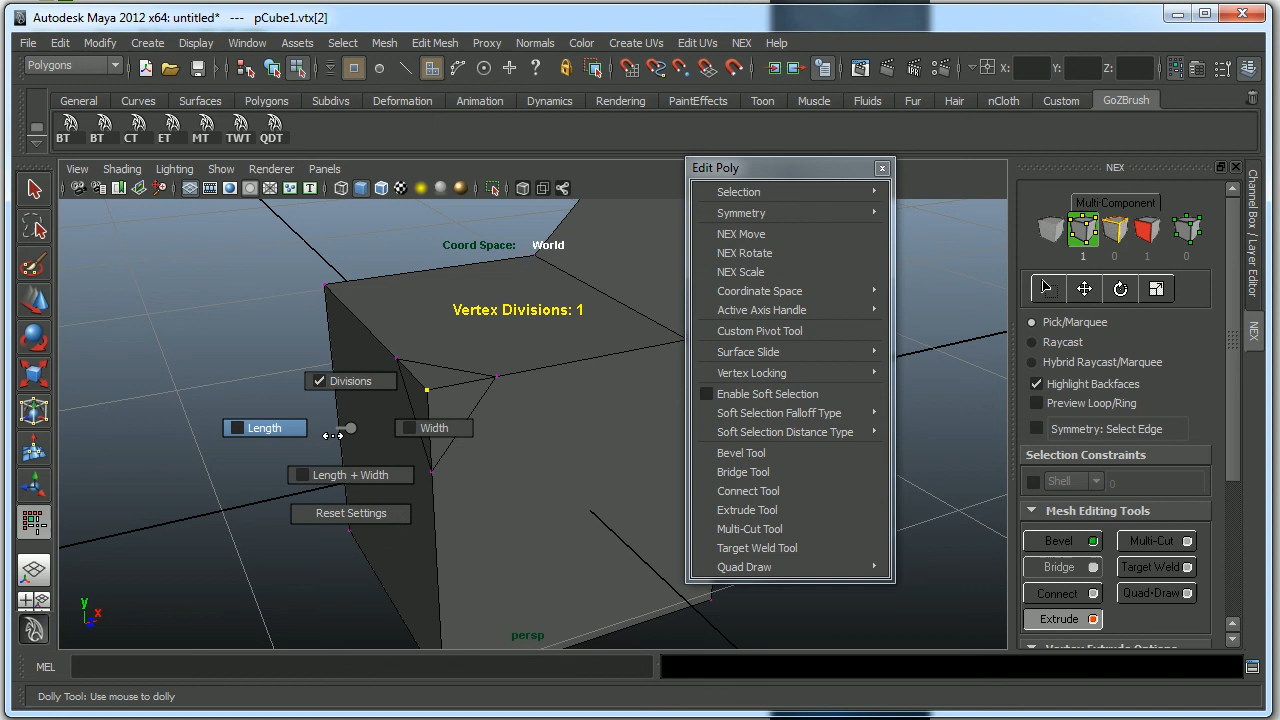 Autodesk Maya 2012 x64: untitled* --- pCube1.vtx[2]
File Edit Modify Create Display Window Assets Select Mesh Edit Mesh Proxy Normals Color Create UVs Edit UVs NEX Help
Polygons X: Y: Z:
General Curves Surfaces Polygons Subdivs Deformation Animation Dynamics Rendering PaintEffects Toon Muscle Fluids Fur Hair nCloth Custom GoZBrush
BT BT CT ET MT TWT QDT
View Shading Lighting Show Renderer Panels
Edit Poly
NEX
Selection
Symmetry
NEX Move
NEX Rotate
NEX Scale
Coordinate Space
Active Axis Handle
Custom Pivot Tool
Surface Slide
Vertex Locking
Enable Soft Selection
Soft Selection Falloff Type
Soft Selection Distance Type
Bevel Tool
Bridge Tool
Connect Tool
Extrude Tool
Multi-Cut Tool
Target Weld Tool
Quad Draw
Coord Space: World
Vertex Divisions: 1
Divisions
Length Width
Length + Width
Reset Settings
y
x
persp
Multi-Component
1 0 1 0
Pick/Marquee
Raycast
Hybrid Raycast/Marquee
Highlight Backfaces
Preview Loop/Ring
Symmetry: Select Edge
Selection Constraints
Shell 0
Mesh Editing Tools
Bevel Multi-Cut
Bridge Target Weld
Connect Quad-Draw
Extrude
Vertex Extrude Options
Channel Box / Layer Editor
NEX
MEL
Dolly Tool: Use mouse to dolly